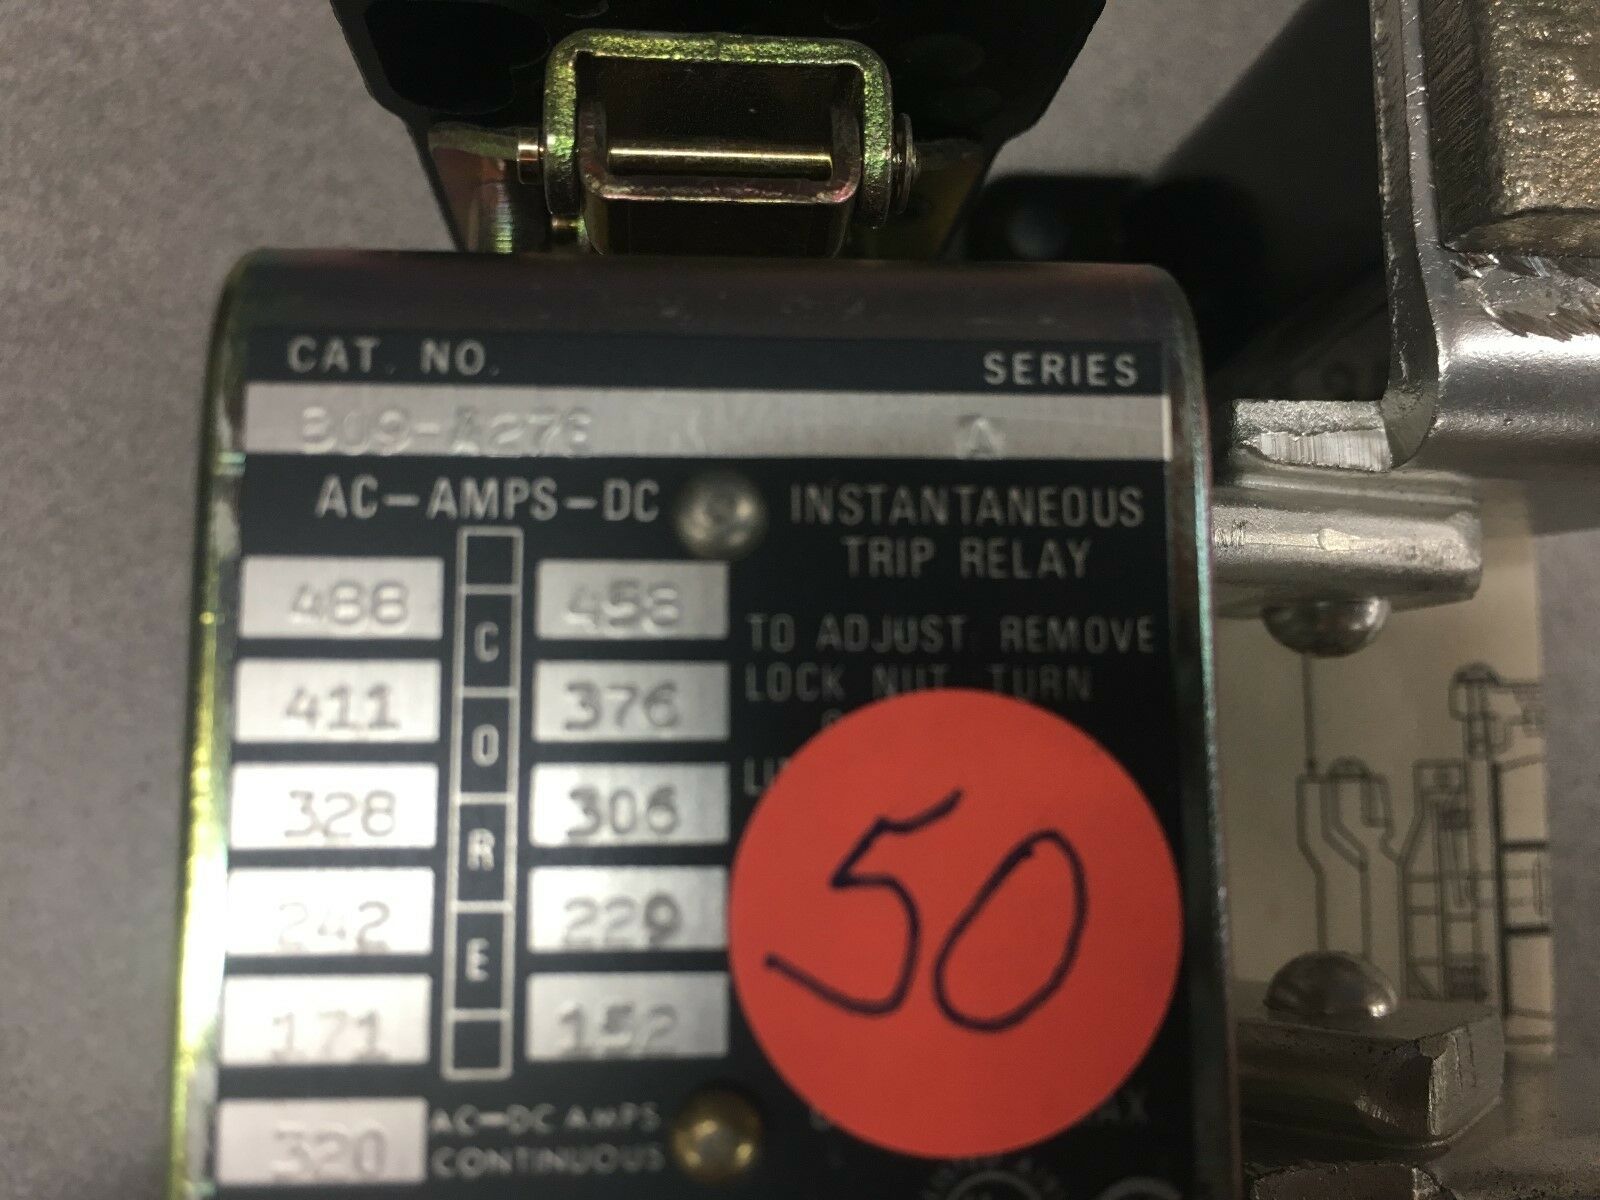 CAT. NO. SERIES
A
AC-AMPS-DC
INSTANTANEOUS
TRIP RELAY
TO ADJUST REMOVE
LOCK NUT TURN
488 C 458
411 O 376
328 R 306
242 E 229
171 152
320 AC-DC AMPS
CONTINUOUS
50